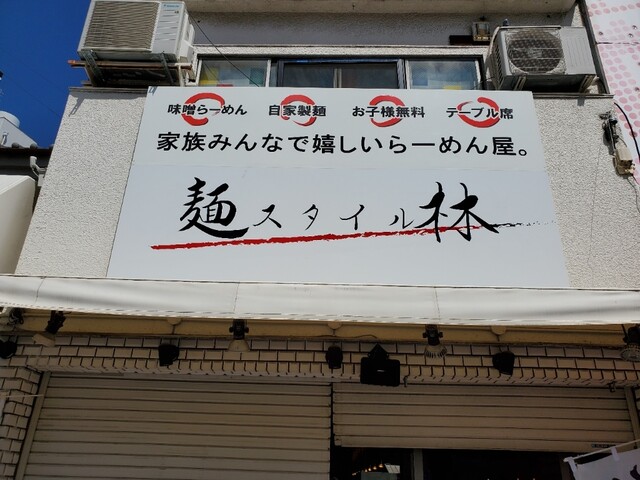 味噌らーめん 自家製麺 お子様無料 テーブル席
家族みんなで嬉しいらーめん屋。
麺スタイル林